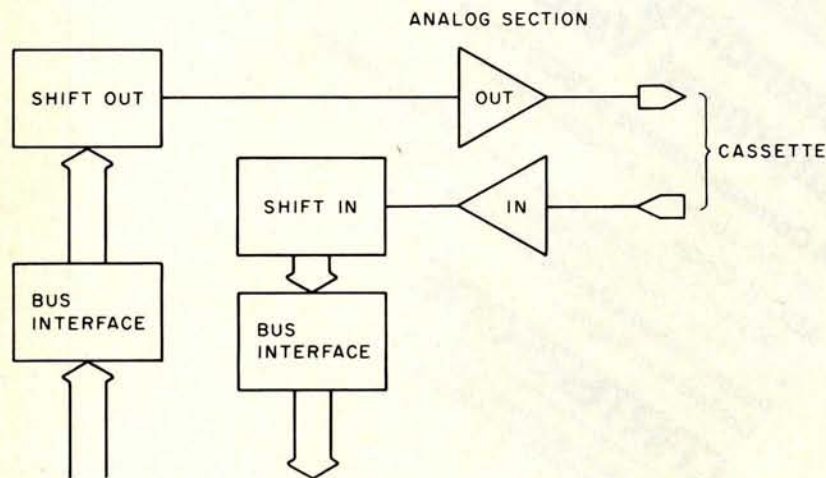 ANALOG SECTION
SHIFT OUT
OUT
CASSETTE
SHIFT IN
IN
BUS
INTERFACE
BUS
INTERFACE